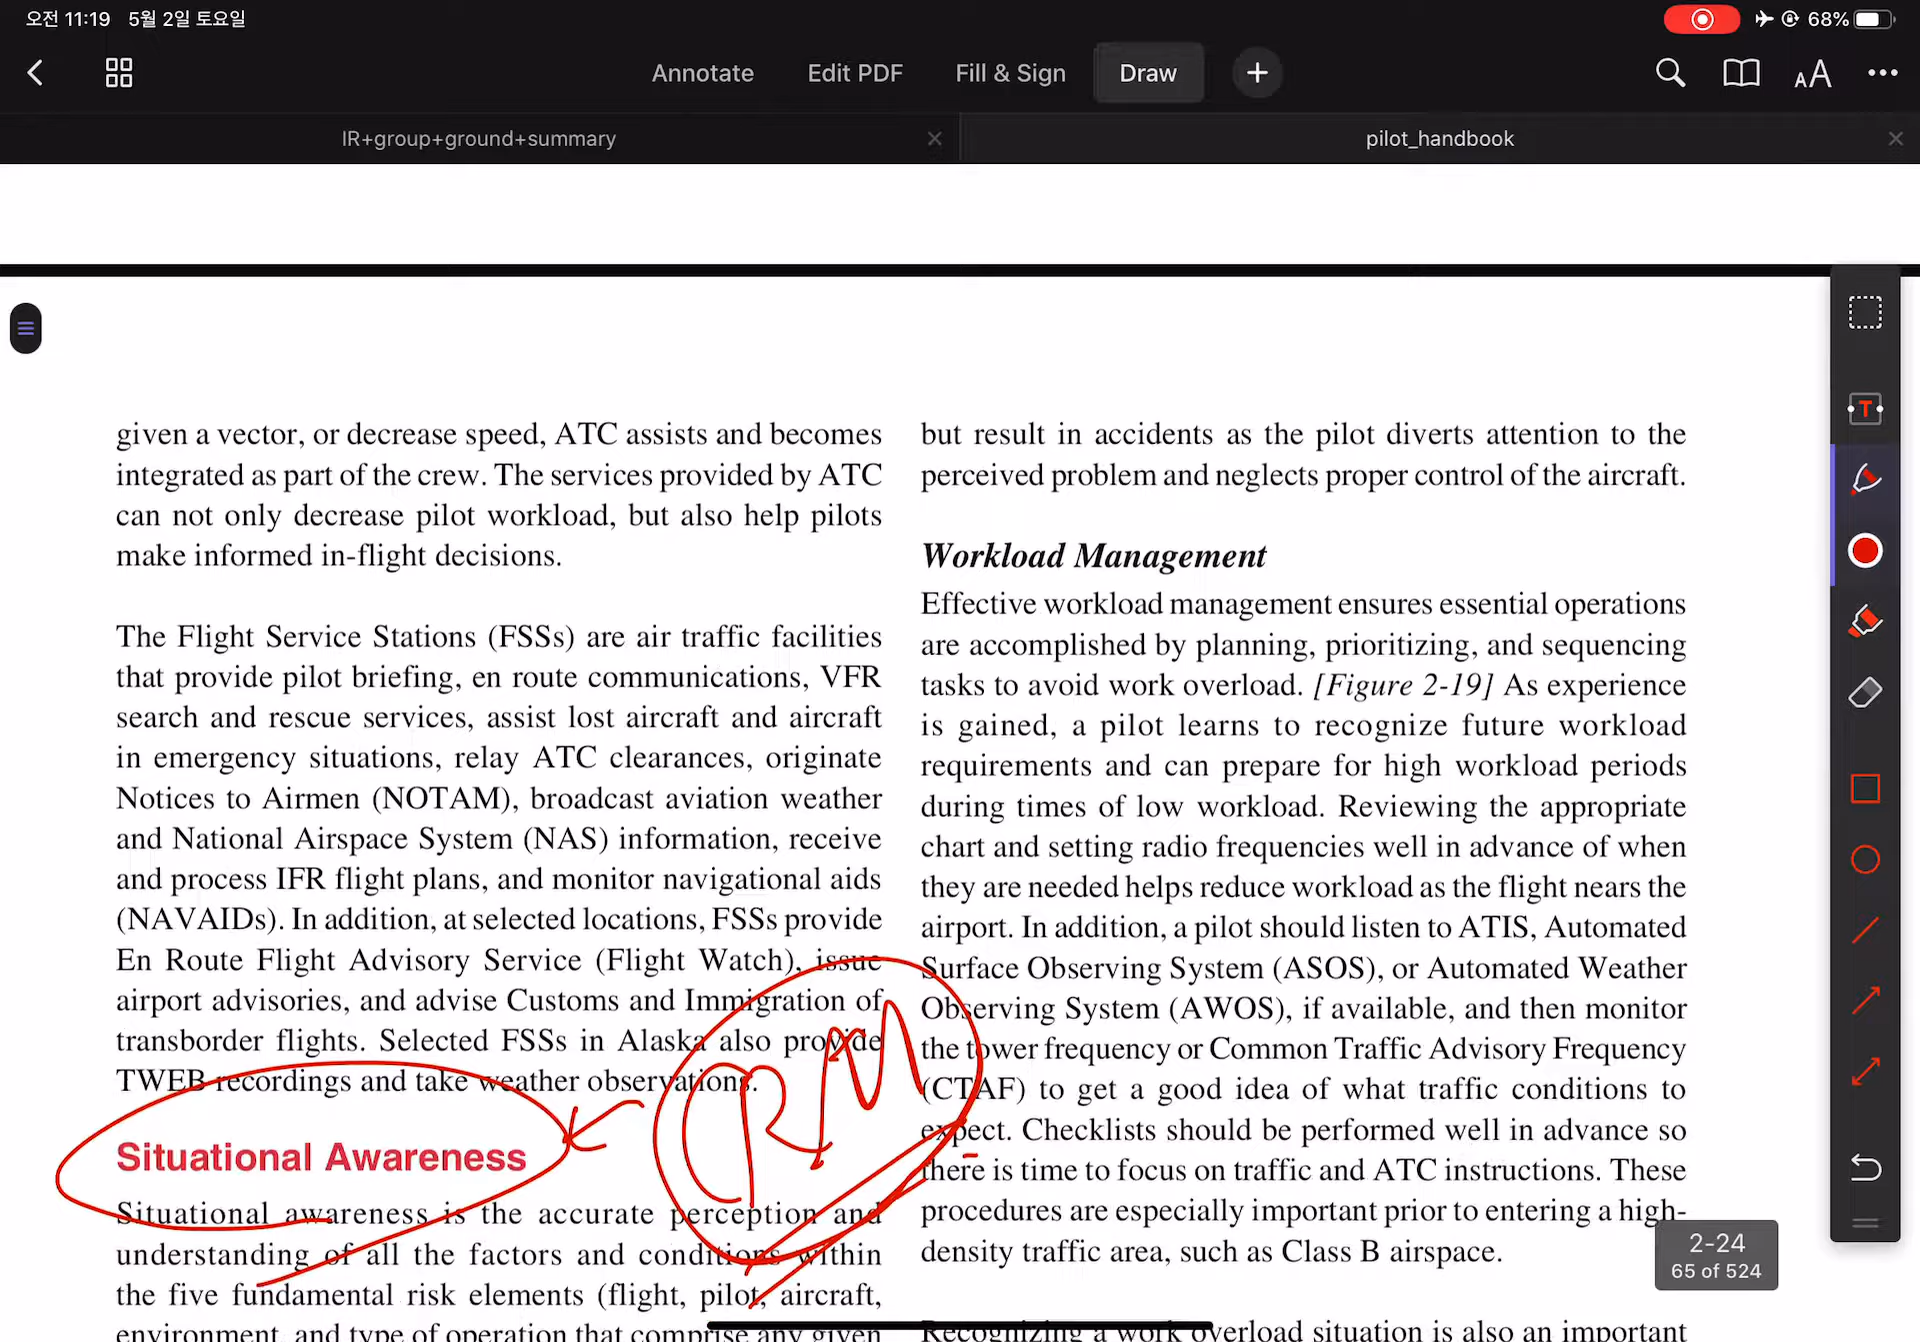 오전 11:19 5월 2일 토요일
68%
Annotate Edit PDF Fill & Sign Draw
IR+group+ground+summary
pilot_handbook
given a vector, or decrease speed, ATC assists and becomes
integrated as part of the crew. The services provided by ATC
can not only decrease pilot workload, but also help pilots
make informed in-flight decisions.
The Flight Service Stations (FSSs) are air traffic facilities
that provide pilot briefing, en route communications, VFR
search and rescue services, assist lost aircraft and aircraft
in emergency situations, relay ATC clearances, originate
Notices to Airmen (NOTAM), broadcast aviation weather
and National Airspace System (NAS) information, receive
and process IFR flight plans, and monitor navigational aids
(NAVAIDs). In addition, at selected locations, FSSs provide
En Route Flight Advisory Service (Flight Watch), issue
airport advisories, and advise Customs and Immigration of
transborder flights. Selected FSSs in Alaska also provide
TWEB recordings and take weather observations.
RM
Situational Awareness
Situational awareness is the accurate perception and
understanding of all the factors and conditions within
the five fundamental risk elements (flight, pilot, aircraft,
environment, and type of operation that comprise any given
but result in accidents as the pilot diverts attention to the
perceived problem and neglects proper control of the aircraft.
Workload Management
Effective workload management ensures essential operations
are accomplished by planning, prioritizing, and sequencing
tasks to avoid work overload. [Figure 2-19] As experience
is gained, a pilot learns to recognize future workload
requirements and can prepare for high workload periods
during times of low workload. Reviewing the appropriate
chart and setting radio frequencies well in advance of when
they are needed helps reduce workload as the flight nears the
airport. In addition, a pilot should listen to ATIS, Automated
Surface Observing System (ASOS), or Automated Weather
Observing System (AWOS), if available, and then monitor
the tower frequency or Common Traffic Advisory Frequency
(CTAF) to get a good idea of what traffic conditions to
expect. Checklists should be performed well in advance so
there is time to focus on traffic and ATC instructions. These
procedures are especially important prior to entering a high-
density traffic area, such as Class B airspace.
Recognizing a work overload situation is also an important
2-24
65 of 524